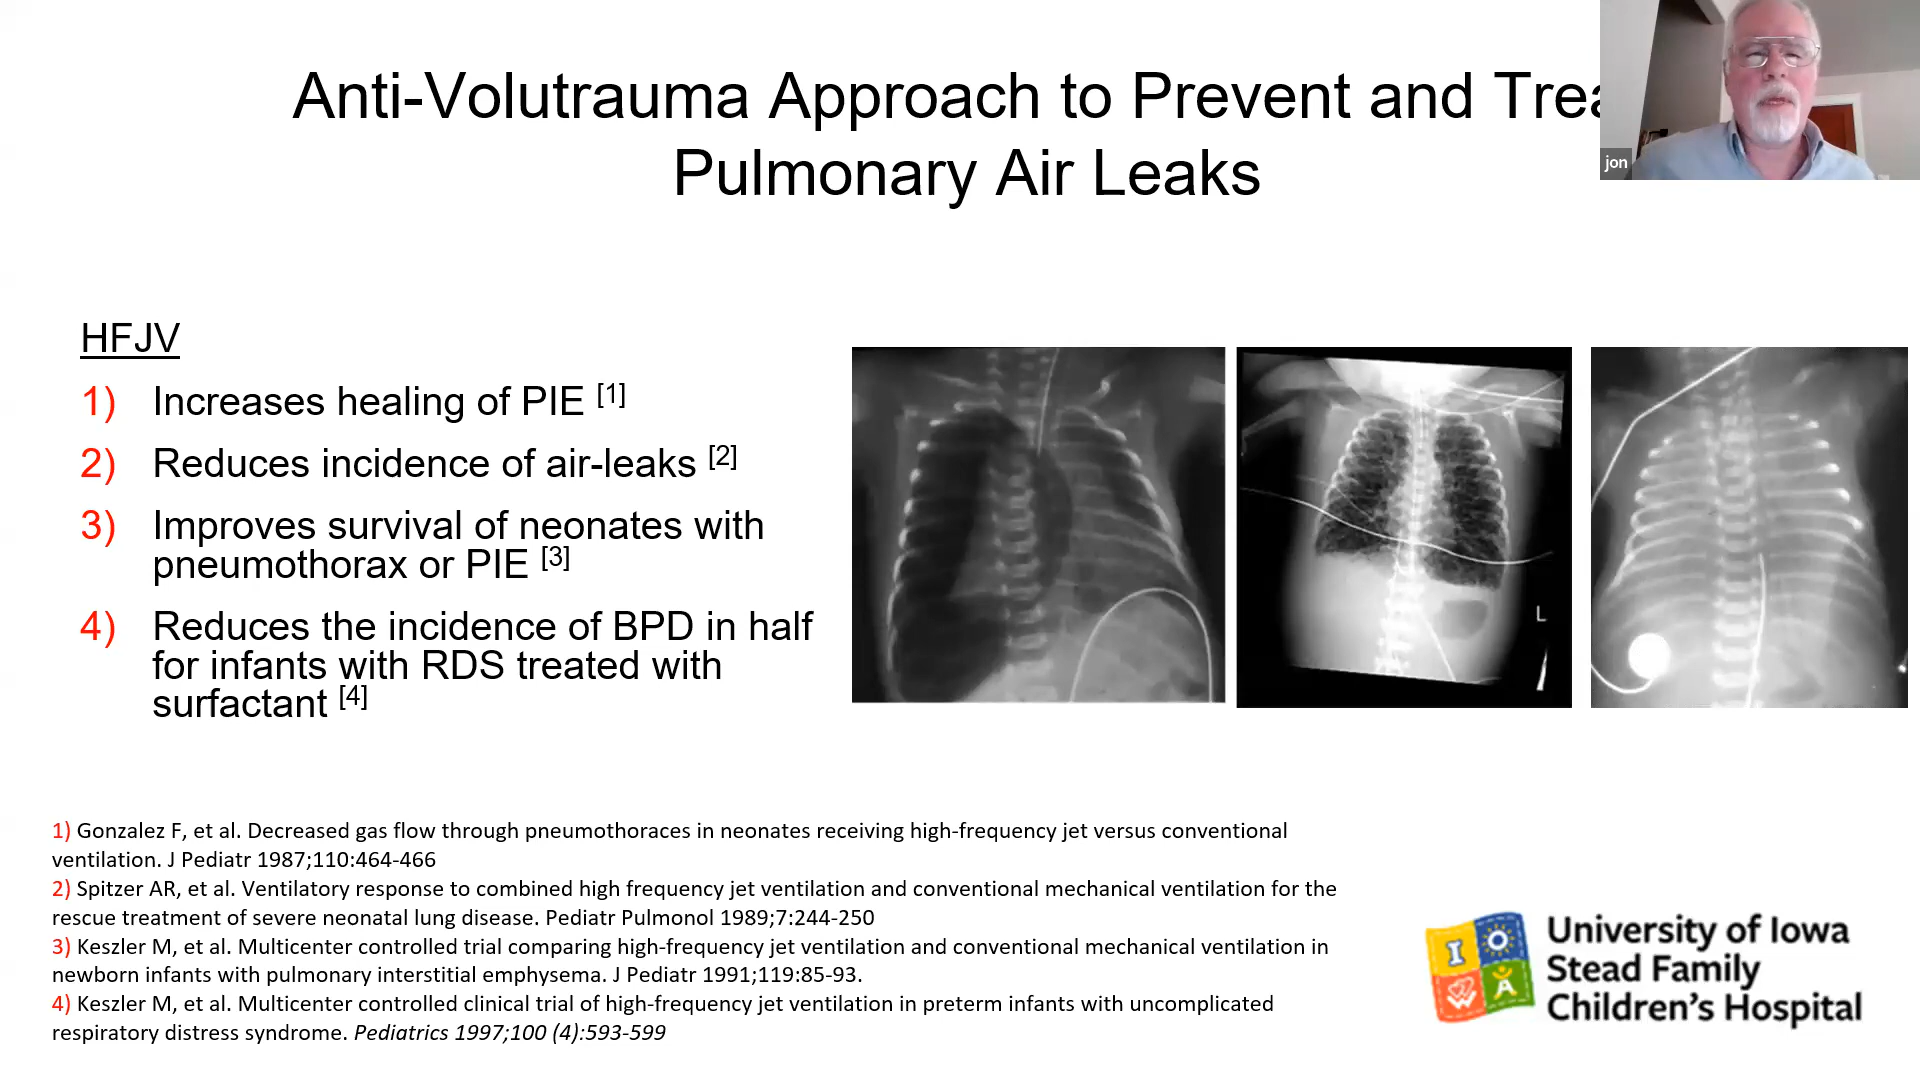 Anti-Volutrauma Approach to Prevent and Trea
Pulmonary Air Leaks
jon
HFJV
1) Increases healing of PIE [1]
2) Reduces incidence of air-leaks [2]
3) Improves survival of neonates with
pneumothorax or PIE [3]
4) Reduces the incidence of BPD in half
for infants with RDS treated with
surfactant [4]
L
1) Gonzalez F, et al. Decreased gas flow through pneumothoraces in neonates receiving high-frequency jet versus conventional
ventilation. J Pediatr 1987;110:464-466
2) Spitzer AR, et al. Ventilatory response to combined high frequency jet ventilation and conventional mechanical ventilation for the
rescue treatment of severe neonatal lung disease. Pediatr Pulmonol 1989;7:244-250
3) Keszler M, et al. Multicenter controlled trial comparing high-frequency jet ventilation and conventional mechanical ventilation in
newborn infants with pulmonary interstitial emphysema. J Pediatr 1991;119:85-93.
4) Keszler M, et al. Multicenter controlled clinical trial of high-frequency jet ventilation in preterm infants with uncomplicated
respiratory distress syndrome. Pediatrics 1997;100 (4):593-599
IO
WA
University of Iowa
Stead Family
Children's Hospital